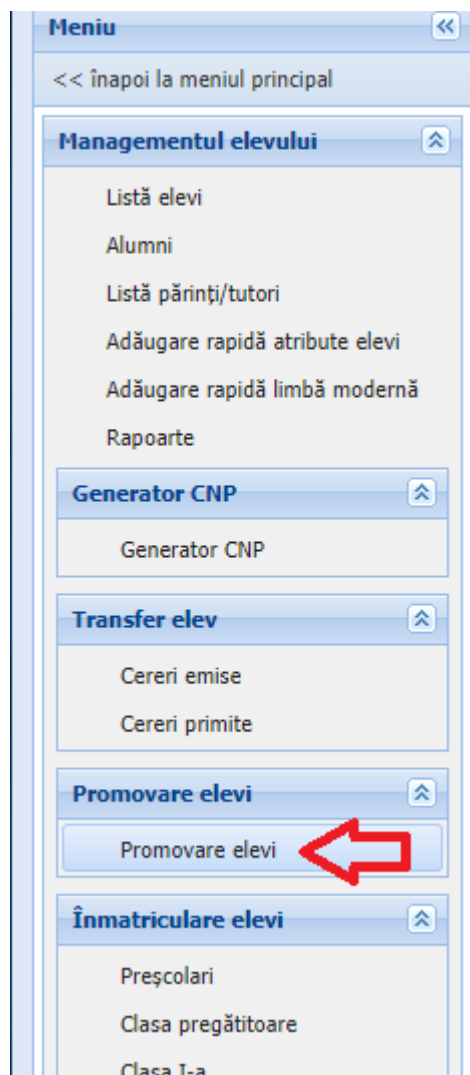 Meniu
<< înapoi la meniul principal
Managementul elevului
Listă elevi
Alumni
Listă părinți/tutori
Adăugare rapidă atribute elevi
Adăugare rapidă limbă modernă
Rapoarte
Generator CNP
Generator CNP
Transfer elev
Cereri emise
Cereri primite
Promovare elevi
Promovare elevi
Înmatriculare elevi
Preșcolari
Clasa pregătitoare
Clasa I-a